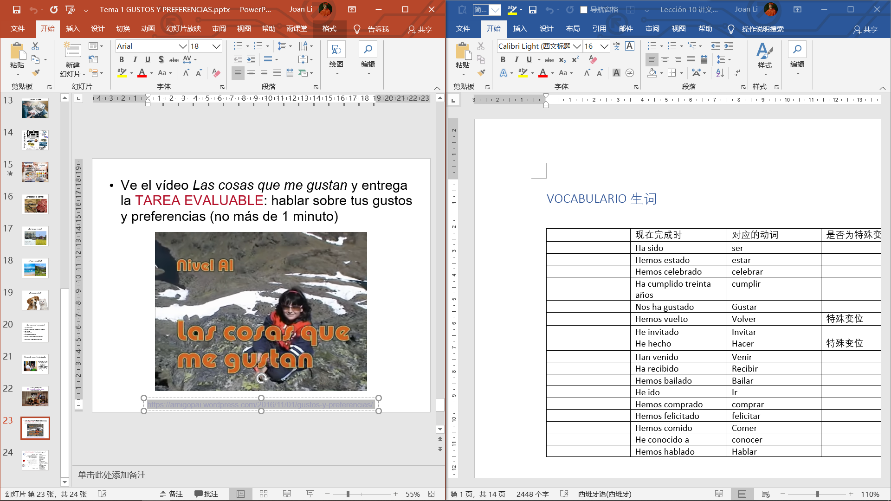 Tema 1 GUSTOS Y PREFERENCIAS.pptx - PowerP...
Joan Li
文件 开始 插入 设计 切换 动画 幻灯片放映 审阅 视图 帮助 雨课堂 格式 告诉我 共享
粘贴
新建
幻灯片
Arial 18
绘图
编辑
剪贴板 幻灯片 字体 段落
13
14
15
16
17
18
19
20
21
22
23
24
• Ve el vídeo Las cosas que me gustan y entrega
la TAREA EVALUABLE: hablar sobre tus gustos
y preferencias (no más de 1 minuto)
Nivel A1
Las cosas que
me gustan
单击此处添加备注
幻灯片 第 23 张, 共 24 张 备注 批注 55%
第... 导航窗格 Lección 10 讲义... Joan Li
文件 开始 插入 设计 布局 引用 邮件 审阅 视图 帮助 操作说明搜索 共享
粘贴
Calibri Light (西文标题) 16
样式
编辑
剪贴板 字体 段落 样式
VOCABULARIO 生词
现在完成时 对应的动词 是否为特殊变
Ha sido ser
Hemos estado estar
Hemos celebrado celebrar
Ha cumplido treinta cumplir
años
Nos ha gustado Gustar
Hemos vuelto Volver 特殊变位
He invitado Invitar
He hecho Hacer 特殊变位
Han venido Venir
Ha recibido Recibir
Hemos bailado Bailar
He ido Ir
Hemos comprado comprar
Hemos felicitado felicitar
Hemos comido Comer
He conocido a conocer
Hemos hablado Hablar
第 1 页, 共 14 页 2448 个字 西班牙语(西班牙) 110%